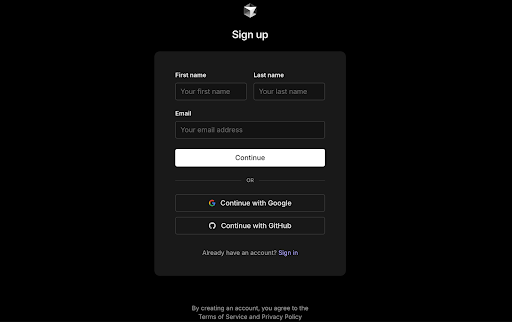 Sign up
First name Last name
Your first name Your last name
Email
Your email address
Continue
OR
Continue with Google
Continue with GitHub
Already have an account? Sign in
By creating an account, you agree to the
Terms of Service and Privacy Policy